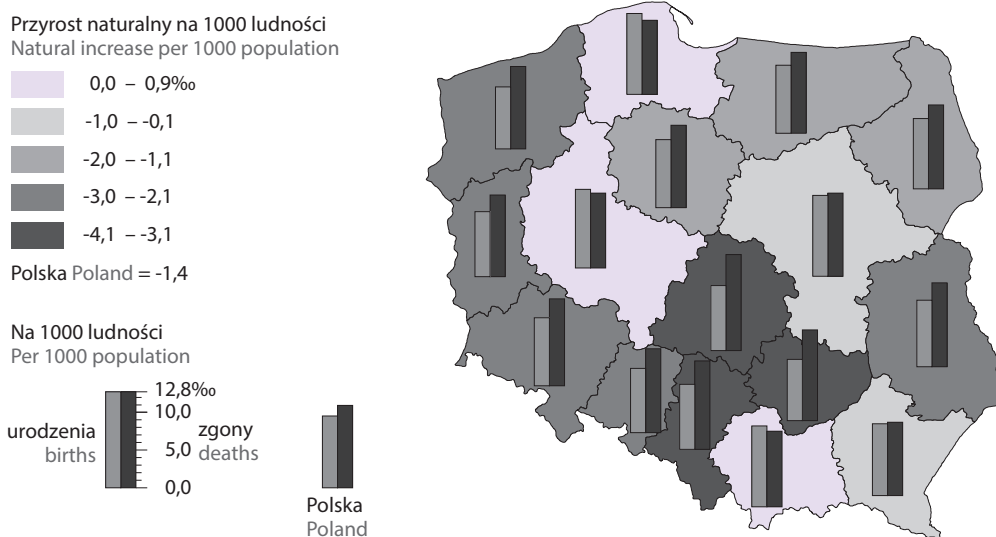 Przyrost naturalny na 1000 ludności
Natural increase per 1000 population
0,0 – 0,9‰
-1,0 – -0,1
-2,0 – -1,1
-3,0 – -2,1
-4,1 – -3,1
Polska Poland = -1,4
Na 1000 ludności
Per 1000 population
12,8‰
10,0
urodzenia zgony
5,0
births deaths
0,0
Polska
Poland